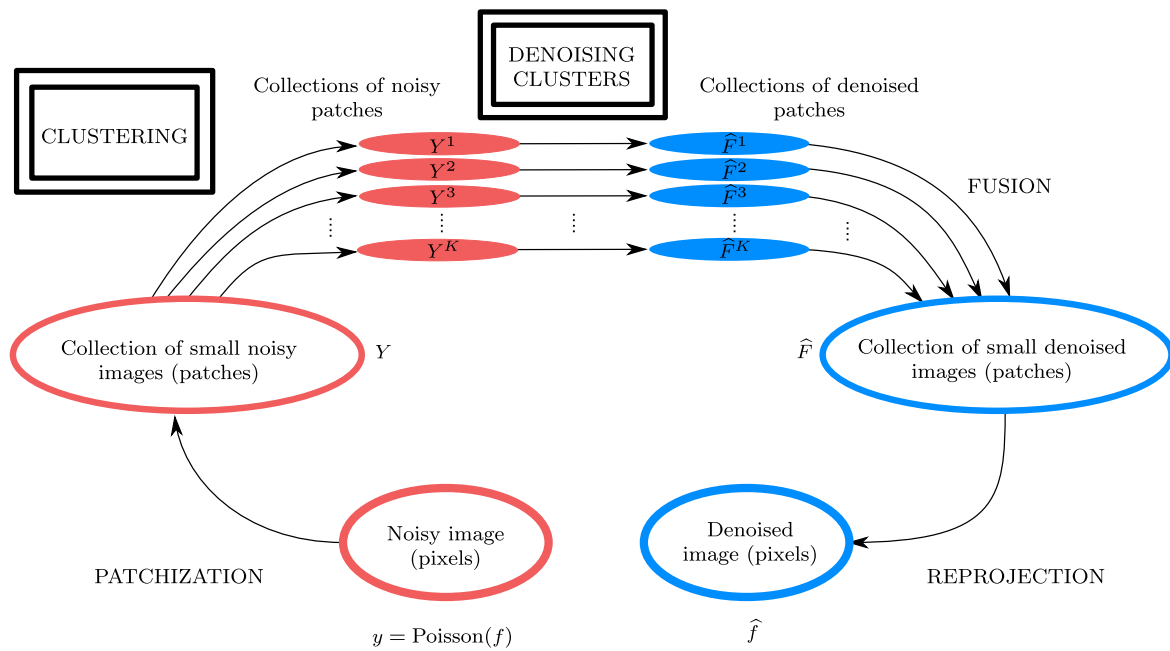 DENOISING
CLUSTERS
CLUSTERING
Collections of noisy
patches
Collections of denoised
patches
Y¹
Y²
Y³
Y^K
F̂¹
F̂²
F̂³
F̂^K
FUSION
Collection of small noisy
images (patches)
Y
F̂
Collection of small denoised
images (patches)
Noisy image
(pixels)
Denoised
image (pixels)
PATCHIZATION
REPROJECTION
y = Poisson(f)
f̂